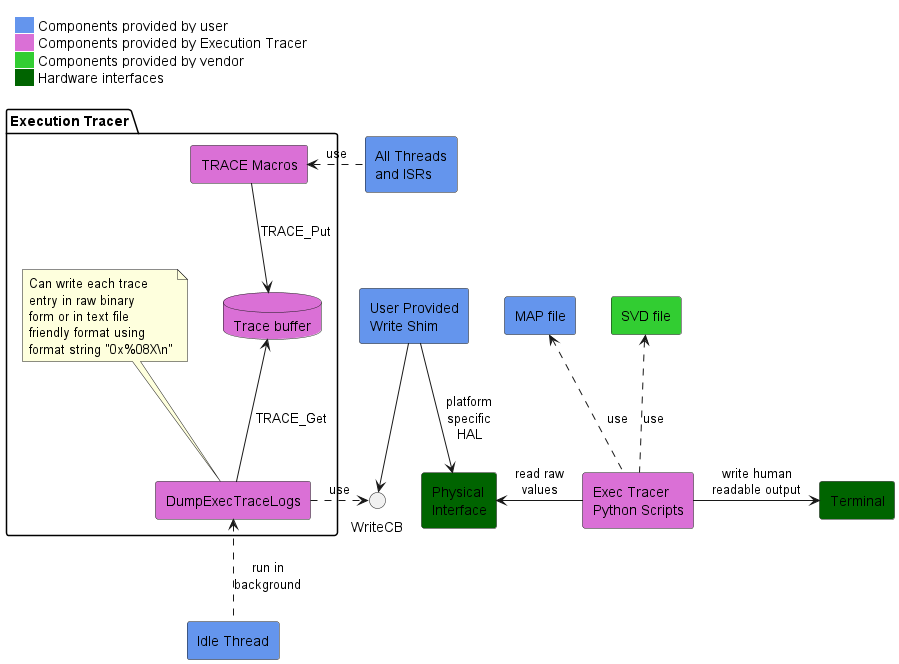 Components provided by user
Components provided by Execution Tracer
Components provided by vendor
Hardware interfaces
Execution Tracer
TRACE Macros
use
All Threads
and ISRs
TRACE_Put
Can write each trace
entry in raw binary
form or in text file
friendly format using
format string "0x%08X\n"
Trace buffer
User Provided
Write Shim
MAP file
SVD file
TRACE_Get
platform
specific
HAL
use
use
DumpExecTraceLogs
use
WriteCB
Physical
Interface
read raw
values
Exec Tracer
Python Scripts
write human
readable output
Terminal
run in
background
Idle Thread